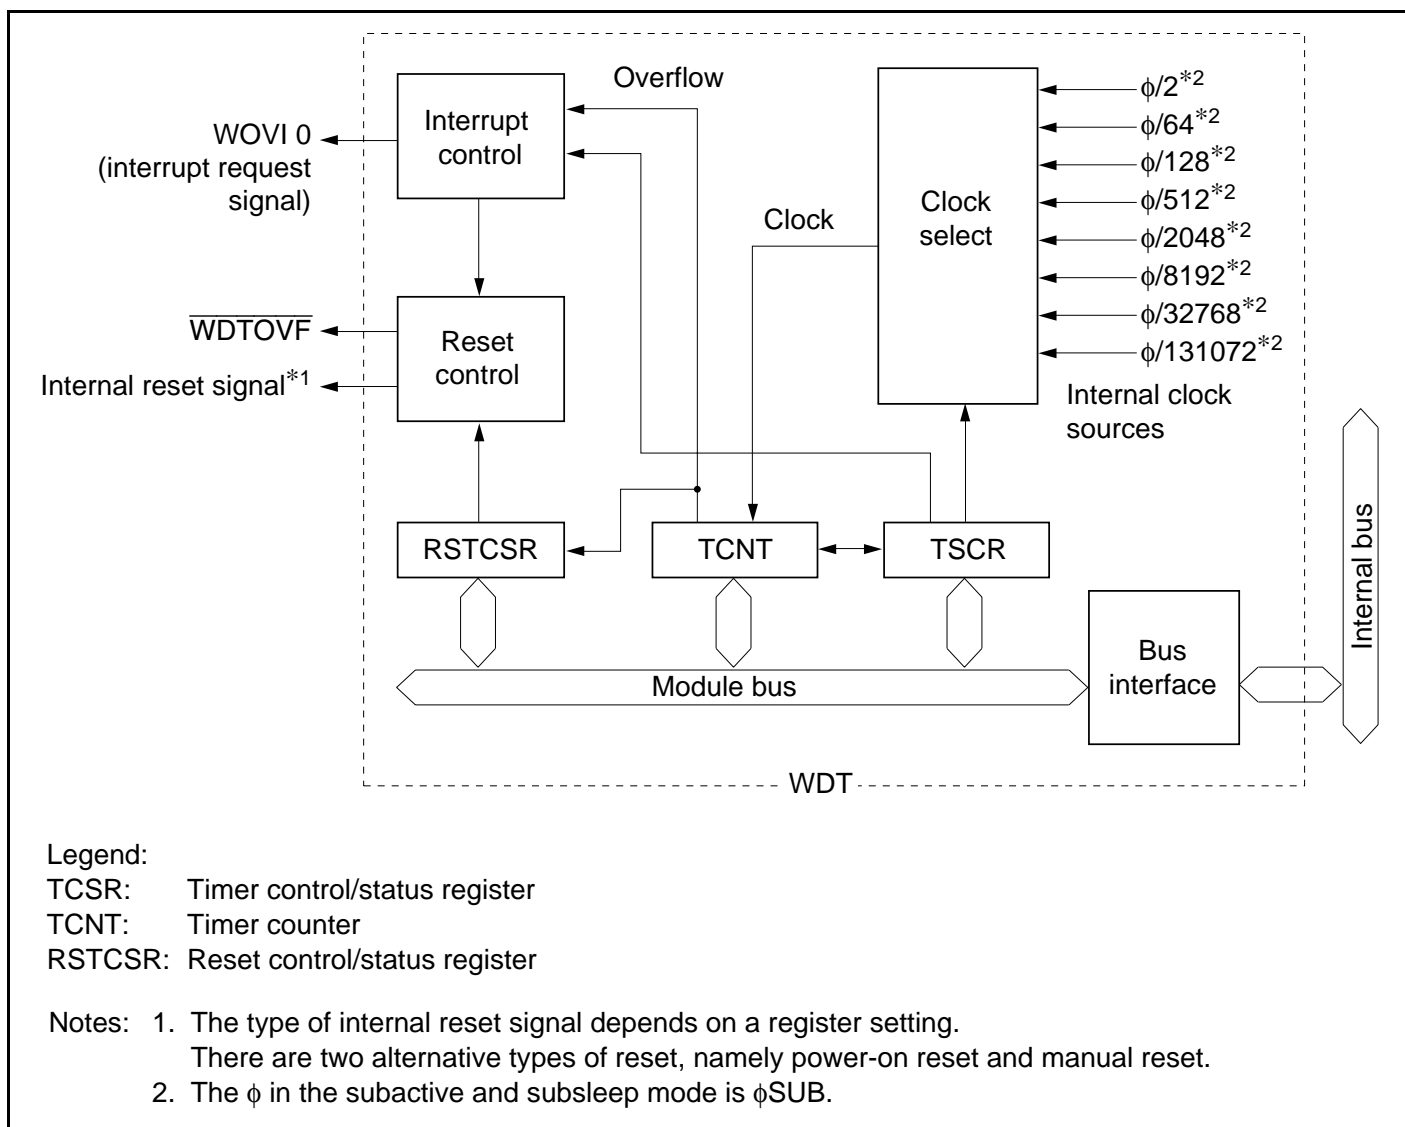 Overflow
Interrupt
control
WOVI 0
(interrupt request
signal)
Clock
Clock
select
ϕ/2*2
ϕ/64*2
ϕ/128*2
ϕ/512*2
ϕ/2048*2
ϕ/8192*2
ϕ/32768*2
ϕ/131072*2
Internal clock
sources
WDTOVF
Internal reset signal*1
Reset
control
RSTCSR
TCNT
TSCR
Module bus
Bus
interface
Internal bus
WDT
Legend:
TCSR: Timer control/status register
TCNT: Timer counter
RSTCSR: Reset control/status register
Notes: 1. The type of internal reset signal depends on a register setting.
There are two alternative types of reset, namely power-on reset and manual reset.
2. The ϕ in the subactive and subsleep mode is ϕSUB.